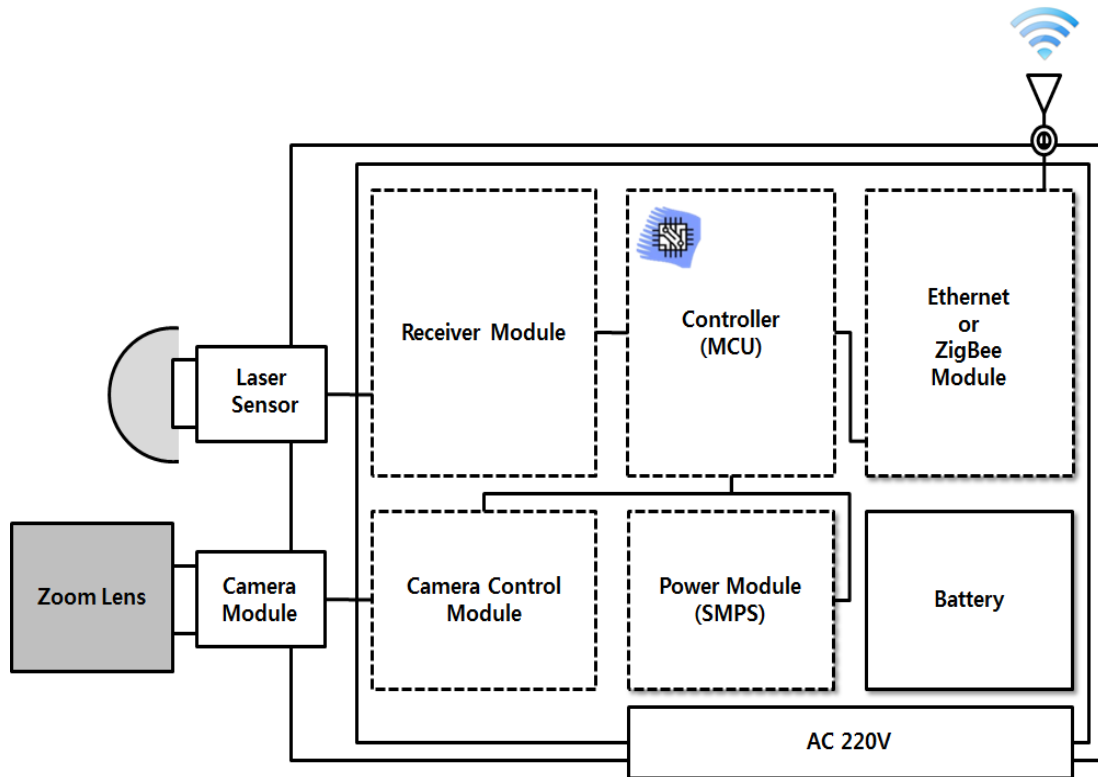 Receiver Module
Controller
(MCU)
Ethernet
or
ZigBee
Module
Laser
Sensor
Zoom Lens
Camera
Module
Camera Control
Module
Power Module
(SMPS)
Battery
AC 220V